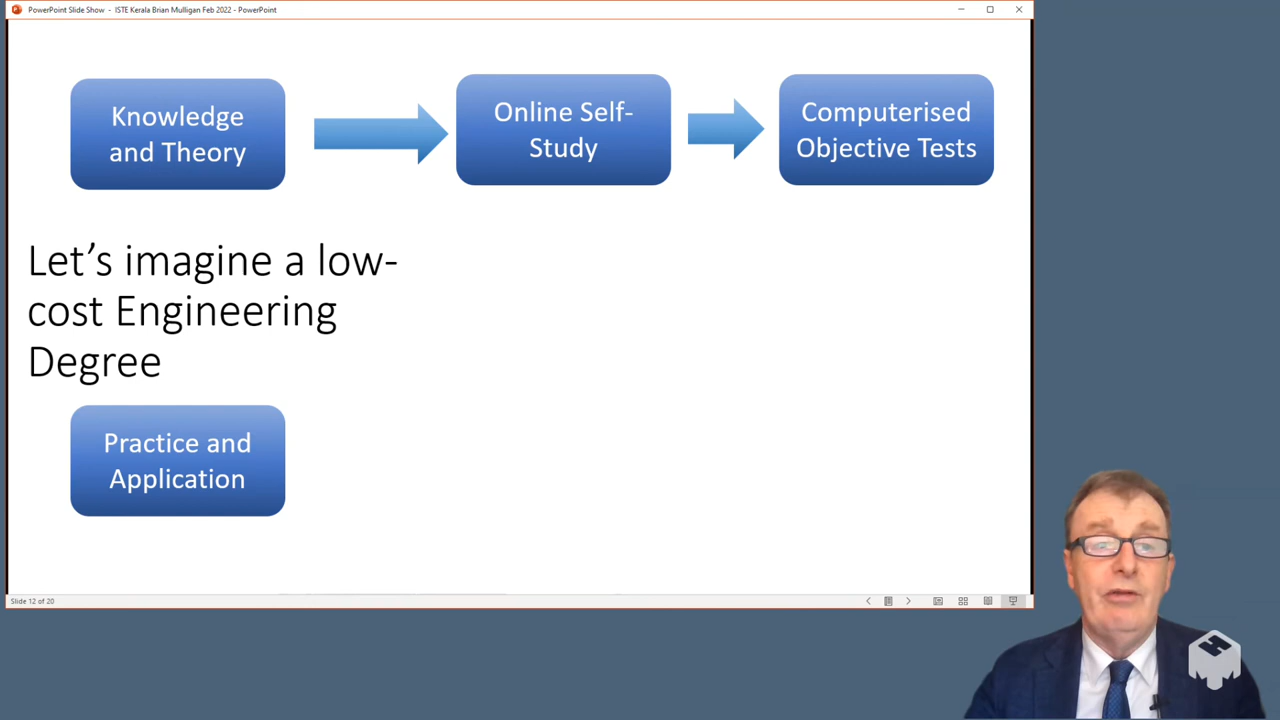 PowerPoint Slide Show - ISTE Kerala Brian Mulligan Feb 2022 - PowerPoint
Knowledge
and Theory
Online Self-
Study
Computerised
Objective Tests
Let’s imagine a low-
cost Engineering
Degree
Practice and
Application
Slide 12 of 20